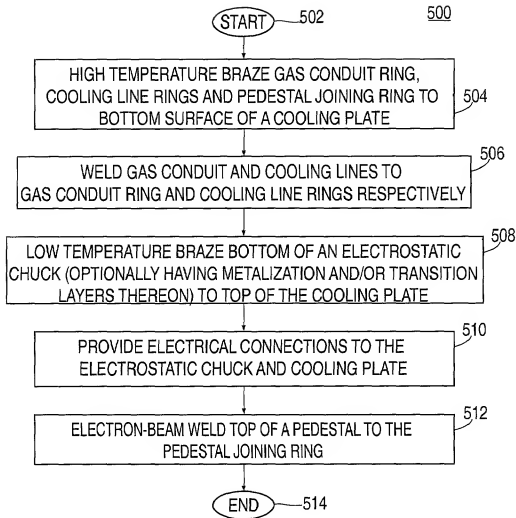 START
502
500
HIGH TEMPERATURE BRAZE GAS CONDUIT RING,
COOLING LINE RINGS AND PEDESTAL JOINING RING TO
BOTTOM SURFACE OF A COOLING PLATE
504
WELD GAS CONDUIT AND COOLING LINES TO
GAS CONDUIT RING AND COOLING LINE RINGS RESPECTIVELY
506
LOW TEMPERATURE BRAZE BOTTOM OF AN ELECTROSTATIC
CHUCK (OPTIONALLY HAVING METALIZATION AND/OR TRANSITION
LAYERS THEREON) TO TOP OF THE COOLING PLATE
508
PROVIDE ELECTRICAL CONNECTIONS TO THE
ELECTROSTATIC CHUCK AND COOLING PLATE
510
ELECTRON-BEAM WELD TOP OF A PEDESTAL TO THE
PEDESTAL JOINING RING
512
END
514